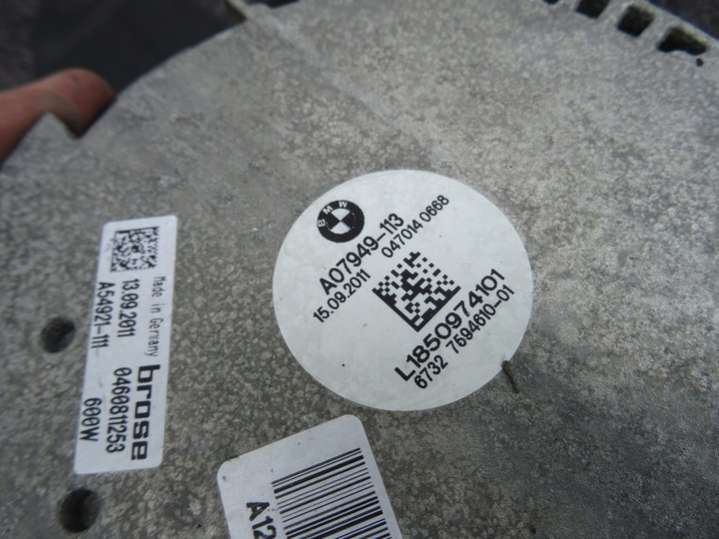 BMW
A07949-113
15.09.2011 047014 0668
L1850974101
6732 7594610-01
Made in Germany
brose
13.09.2011 0460811253
A54921-111 600W
A12